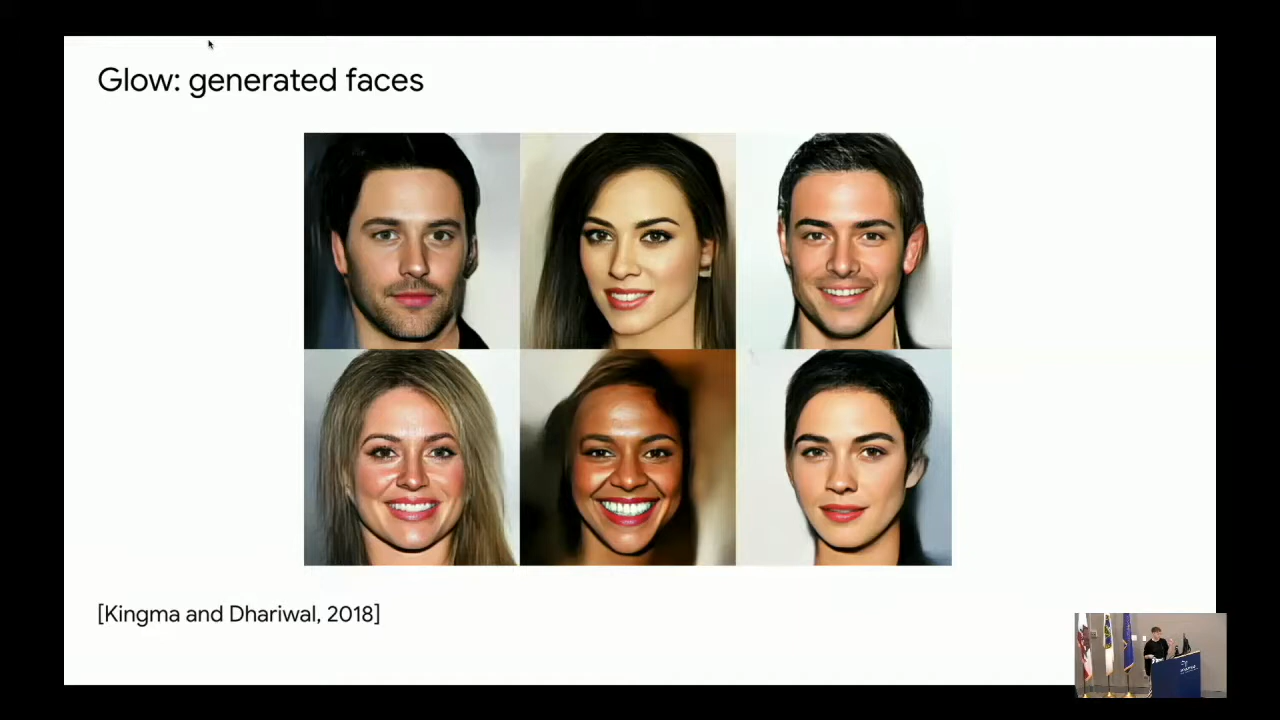 Glow: generated faces
[Kingma and Dhariwal, 2018]